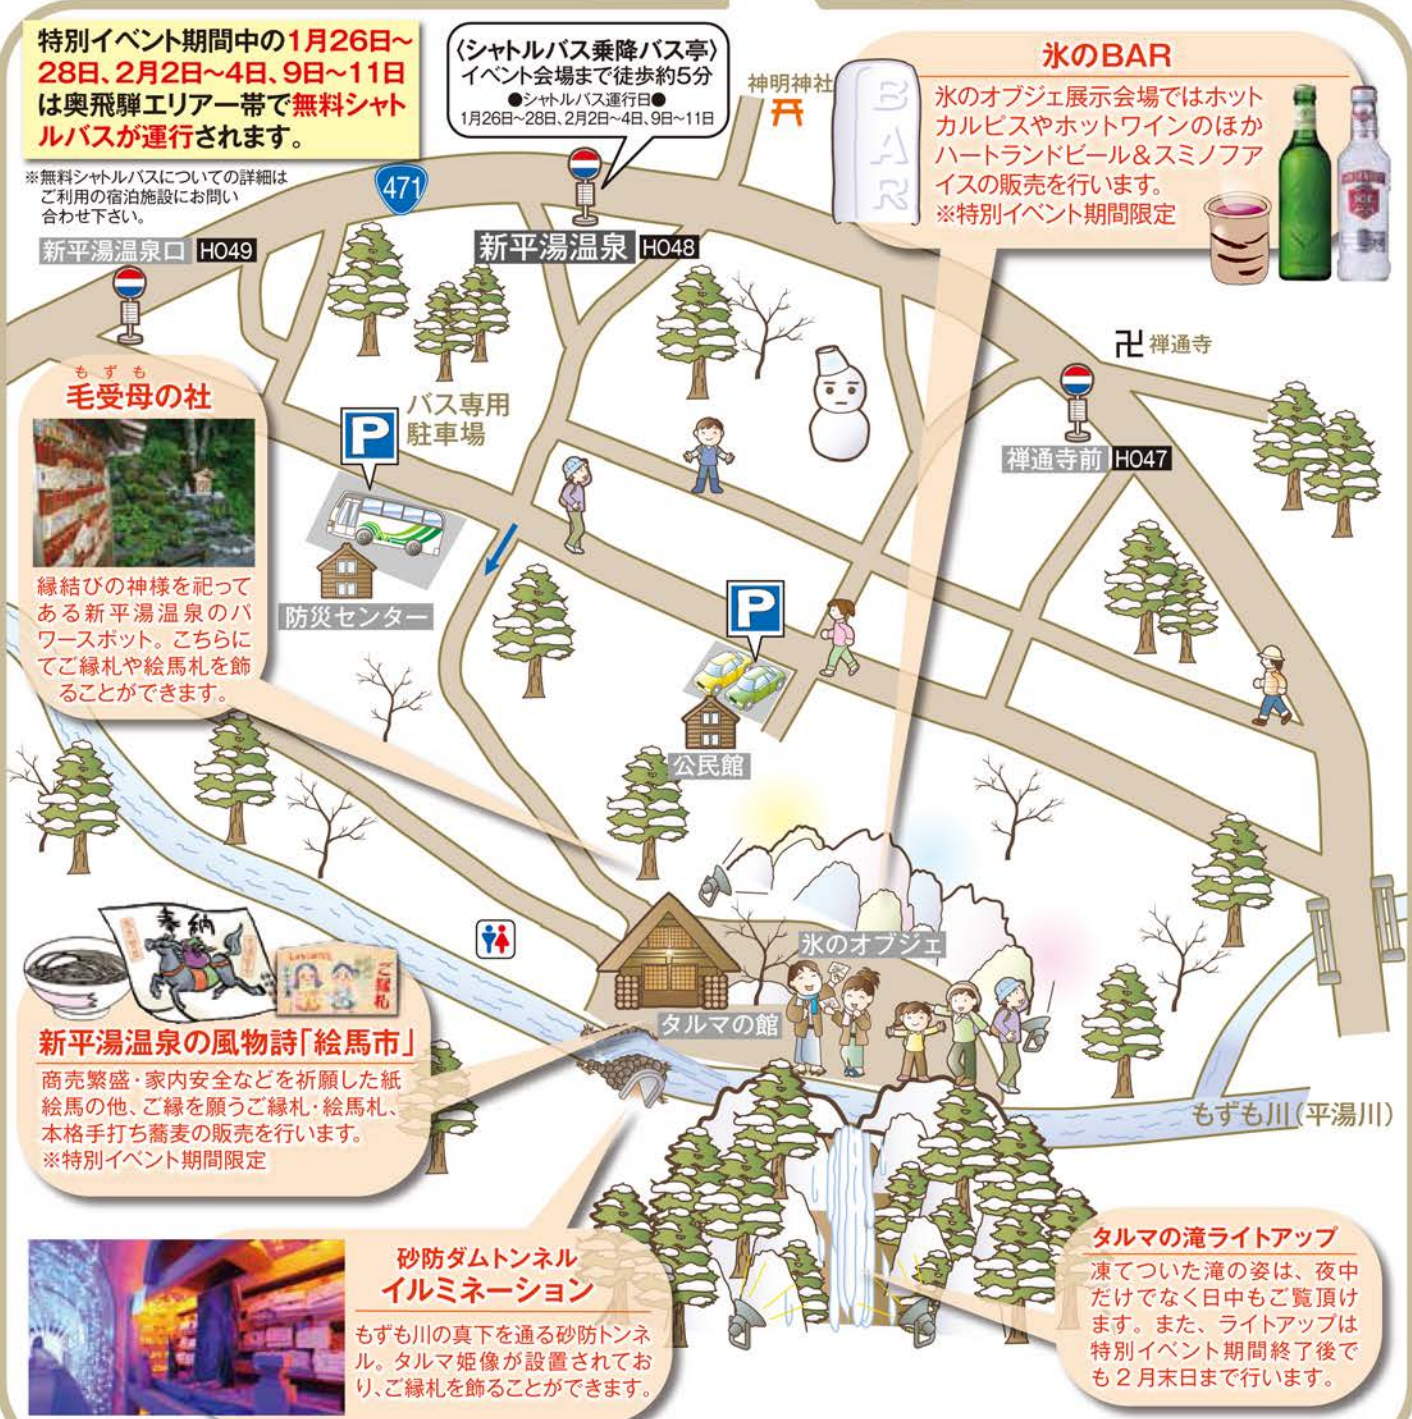 特別イベント期間中の1月26日～
28日、2月2日～4日、9日～11日
は奥飛騨エリア一帯で無料シャト
ルバスが運行されます。
※無料シャトルバスについての詳細は
ご利用の宿泊施設にお問い
合わせ下さい。
〈シャトルバス乗降バス亭〉
イベント会場まで徒歩約5分
●シャトルバス運行日●
1月26日～28日、2月2日～4日、9日～11日
神明神社
BAR
氷のBAR
氷のオブジェ展示会場ではホット
カルピスやホットワインのほか
ハートランドビール&スミノフア
イスの販売を行います。
※特別イベント期間限定
471
新平湯温泉口 HO49
新平湯温泉 HO48
卍 禅通寺
禅通寺前 HO47
もずも
毛受母の社
縁結びの神様を祀って
ある新平湯温泉のパ
ワースポット。こちらに
てご縁札や絵馬札を飾
ることができます。
P
バス専用
駐車場
防災センター
P
公民館
氷のオブジェ
タルマの館
奉納
ご縁札
新平湯温泉の風物詩「絵馬市」
商売繁盛・家内安全などを祈願した紙
絵馬の他、ご縁を願うご縁札・絵馬札、
本格手打ち蕎麦の販売を行います。
※特別イベント期間限定
もずも川(平湯川)
砂防ダムトンネル
イルミネーション
もずも川の真下を通る砂防トンネ
ル。タルマ姫像が設置されてお
り、ご縁札を飾ることができます。
タルマの滝ライトアップ
凍てついた滝の姿は、夜中
だけでなく日中もご覧頂け
ます。また、ライトアップは
特別イベント期間終了後で
も2月末日まで行います。